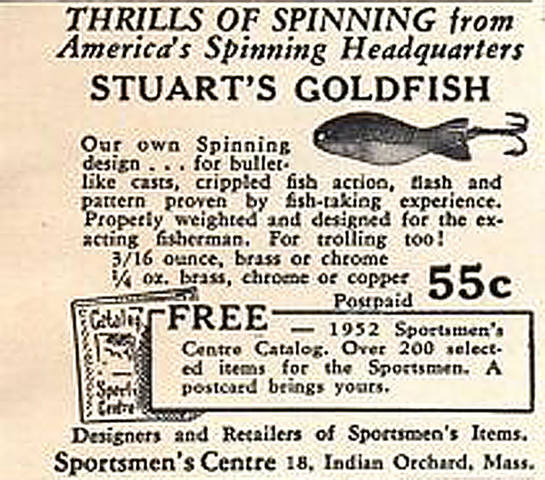 THRILLS OF SPINNING from
America's Spinning Headquarters
STUART'S GOLDFISH
Our own Spinning
design . . . for bullet-
like casts, crippled fish action, flash and
pattern proven by fish-taking experience.
Properly weighted and designed for the ex-
acting fisherman. For trolling too!
3/16 ounce, brass or chrome
¼ oz. brass, chrome or copper
Postpaid
55c
Catalog
Sports
Centre
FREE — 1952 Sportsmen's
Centre Catalog. Over 200 select-
ed items for the Sportsmen. A
postcard brings yours.
Designers and Retailers of Sportsmen's Items.
Sportsmen's Centre 18, Indian Orchard, Mass.